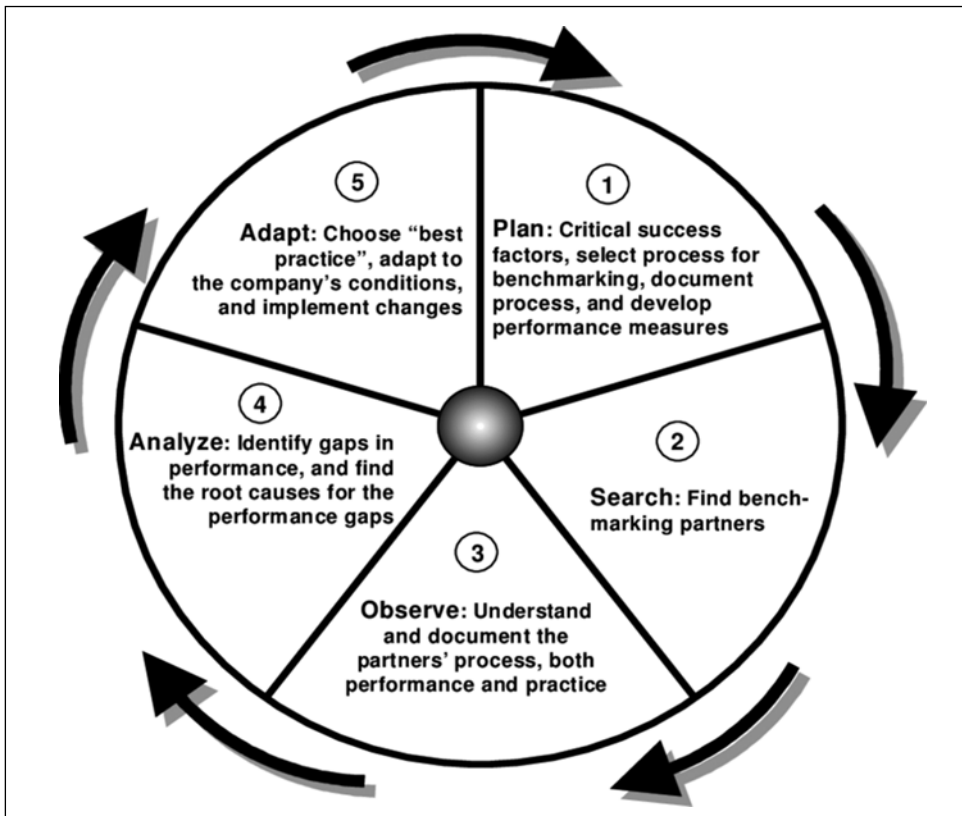 1
Plan: Critical success
factors, select process for
benchmarking, document
process, and develop
performance measures
2
Search: Find bench-
marking partners
3
Observe: Understand
and document the
partners’ process, both
performance and practice
4
Analyze: Identify gaps in
performance, and find
the root causes for the
performance gaps
5
Adapt: Choose “best
practice”, adapt to
the company’s conditions,
and implement changes